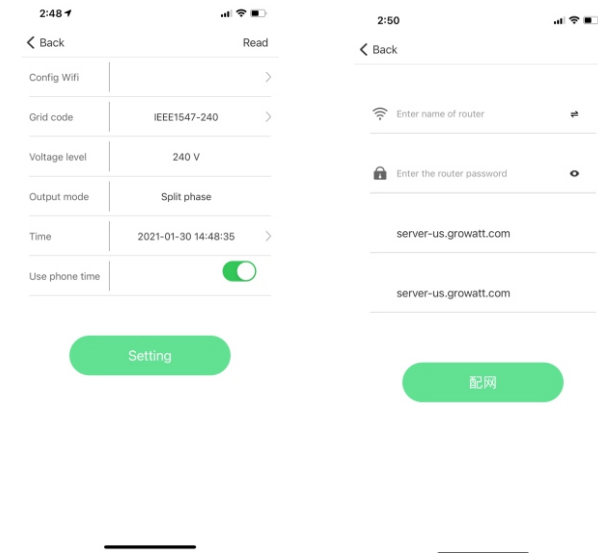 2:48
Back
Read
Config Wifi
Grid code
IEEE1547-240
Voltage level
240 V
Output mode
Split phase
Time
2021-01-30 14:48:35
Use phone time
Setting
2:50
Back
Enter name of router
Enter the router password
server-us.growatt.com
server-us.growatt.com
配网